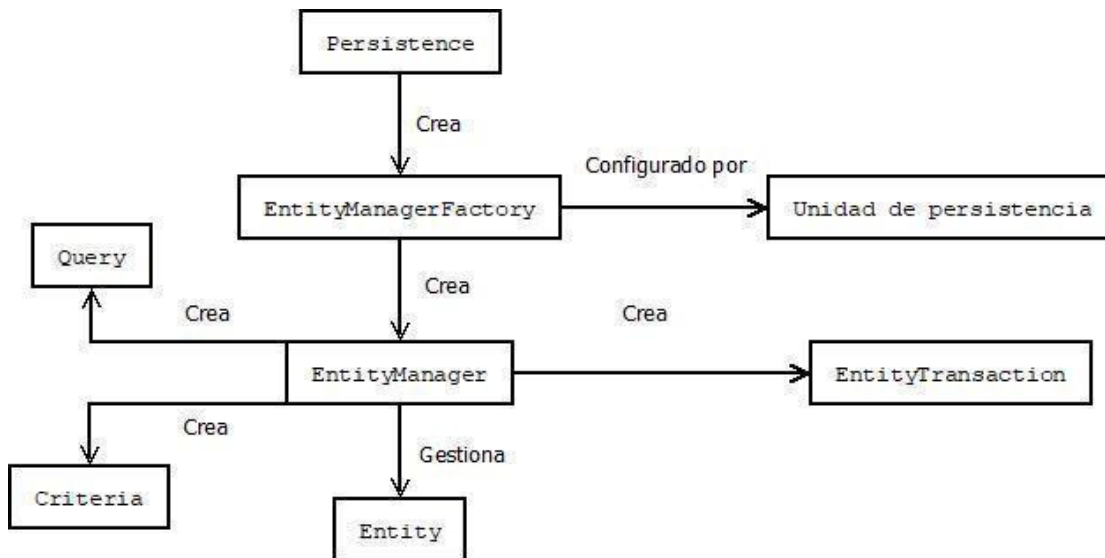 Persistence
Crea
Configurado por
EntityManagerFactory
Unidad de persistencia
Query
Crea
Crea
Crea
EntityManager
EntityTransaction
Crea
Gestiona
Criteria
Entity